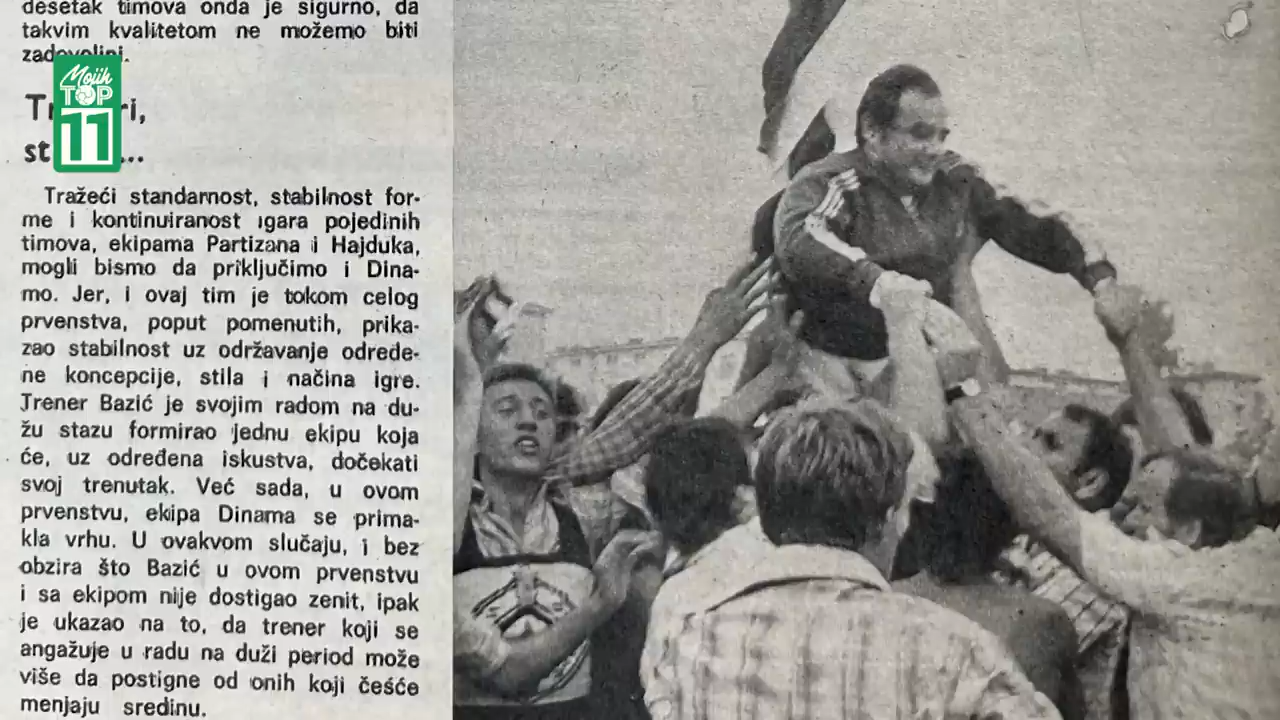 desetak timova onda je sigurno, da
takvim kvalitetom ne možemo biti
Mojih
TOP
11
Tražeći standarnost, stabilnost for-
me i kontinuiranost igara pojedinih
timova, ekipama Partizana i Hajduka,
mogli bismo da priključimo i Dina-
mo. Jer, i ovaj tim je tokom celog
prvenstva, poput pomenutih, prika-
zao stabilnost uz održavanje određe-
ne koncepcije, stila i načina igre.
Trener Bazić je svojim radom na du-
žu stazu formirao jednu ekipu koja
će, uz određena iskustva, dočekati
svoj trenutak. Već sada, u ovom
prvenstvu, ekipa Dinama se prima-
kla vrhu. U ovakvom slučaju, i bez
obzira što Bazić u ovom prvenstvu
i sa ekipom nije dostigao zenit, ipak
je ukazao na to, da trener koji se
angažuje u radu na duži period može
više da postigne od onih koji češće
menjaju sredinu.